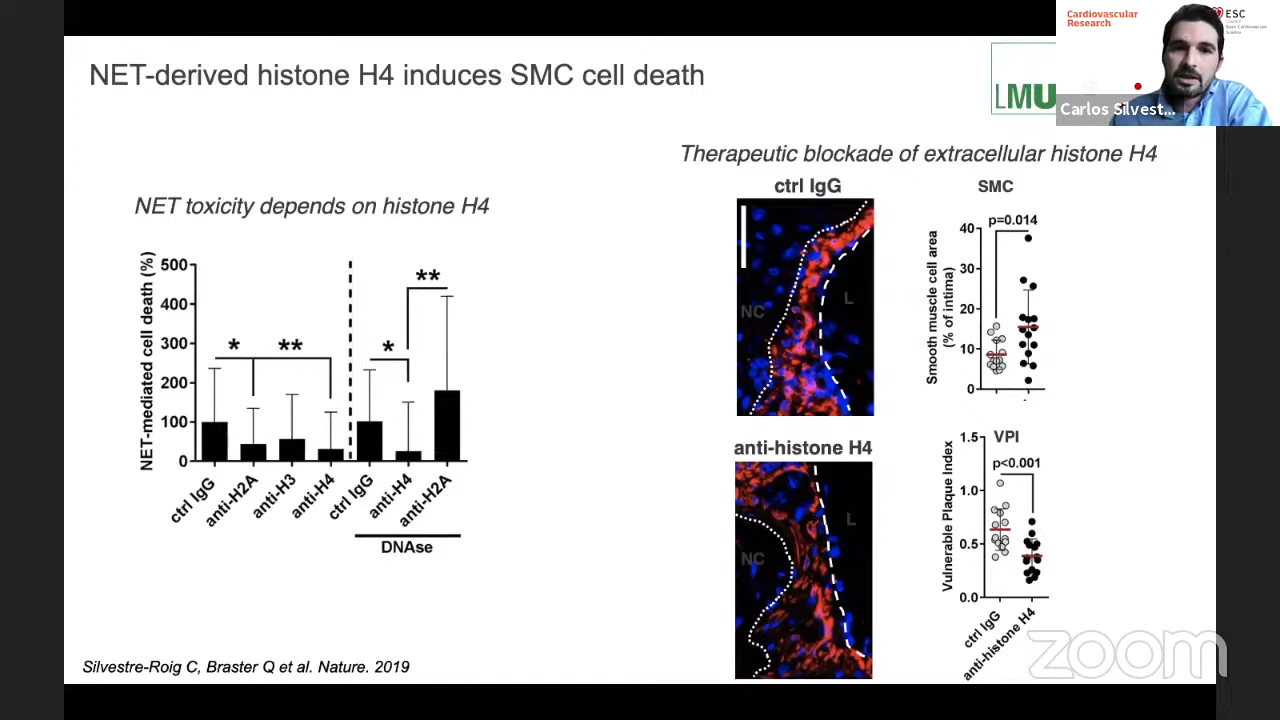 NET-derived histone H4 induces SMC cell death
LMU
Cardiovascular
Research
ESC
Carlos Silvest...
NET toxicity depends on histone H4
NET-mediated cell death (%)
500
400
300
200
100
0
*
**
*
**
ctrl IgG
anti-H2A
anti-H3
anti-H4
ctrl IgG
anti-H4
anti-H2A
DNAse
Therapeutic blockade of extracellular histone H4
ctrl IgG
NC
L
anti-histone H4
NC
L
SMC
p=0.014
Smooth muscle cell area
(% of intima)
40
30
20
10
0
VPI
p<0.001
Vulnerable Plaque Index
1.5
1.0
0.5
0.0
ctrl IgG
anti-histone H4
Silvestre-Roig C, Braster Q et al. Nature. 2019
zoom